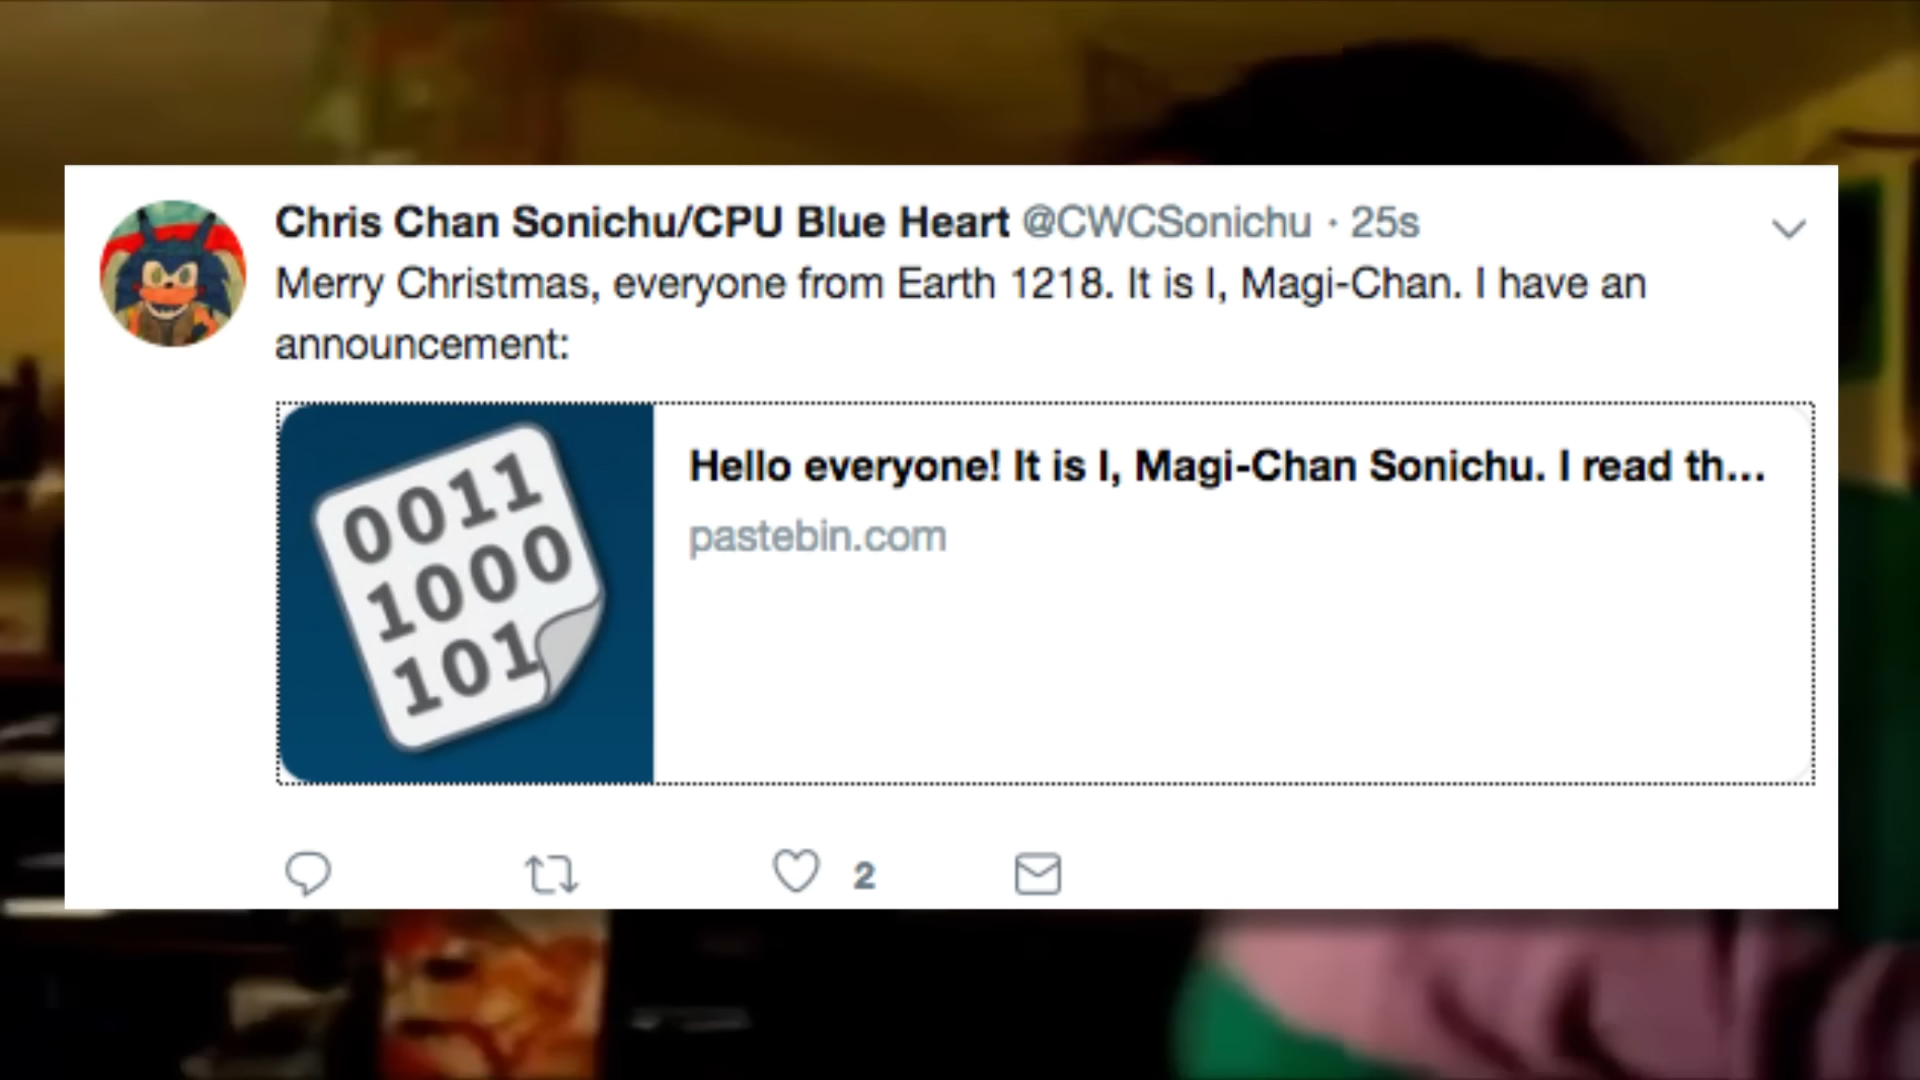 Chris Chan Sonichu/CPU Blue Heart @CWCSonichu · 25s
Merry Christmas, everyone from Earth 1218. It is I, Magi-Chan. I have an
announcement:
0011
1000
101
Hello everyone! It is I, Magi-Chan Sonichu. I read th...
pastebin.com
2